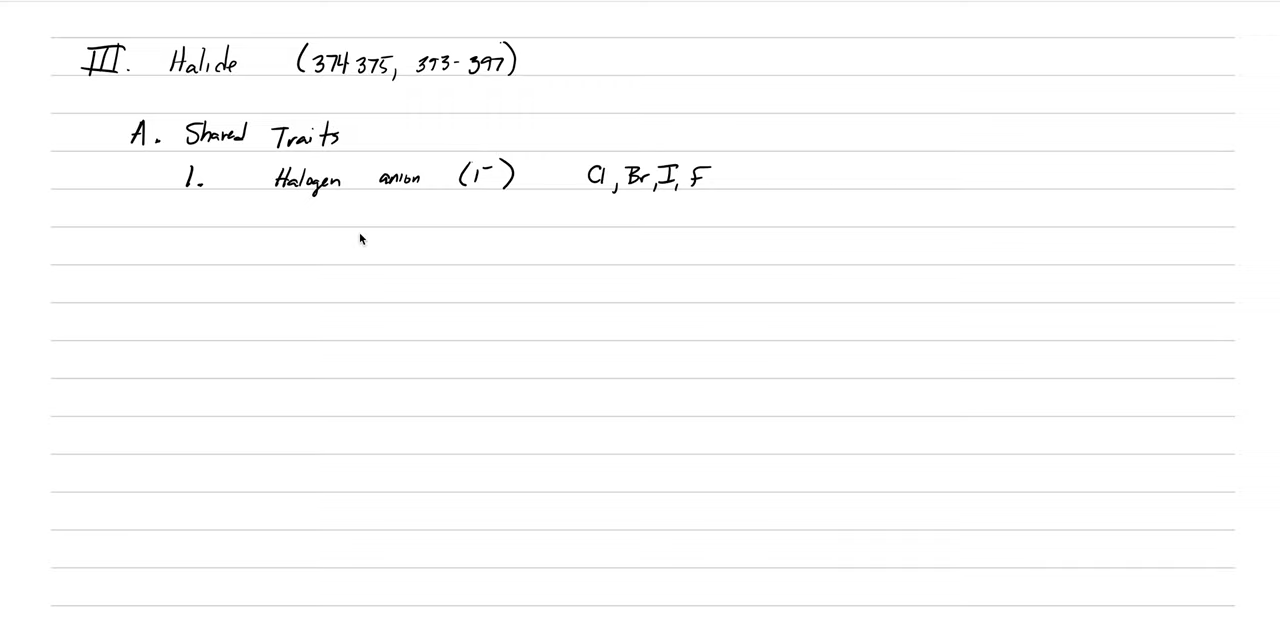 III. Halide (374 375, 393-397)
A. Shared Traits
1. Halogen anion (1-) Cl, Br, I, F